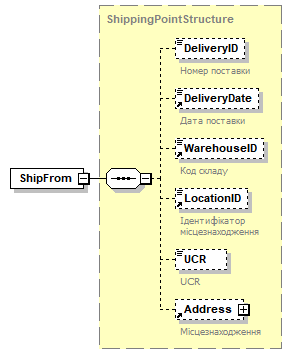 ShippingPointStructure
DeliveryID
Номер поставки
DeliveryDate
Дата поставки
WarehouseID
Код складу
ShipFrom
LocationID
Ідентифікатор
місцезнаходження
UCR
UCR
Address
Місцезнаходження